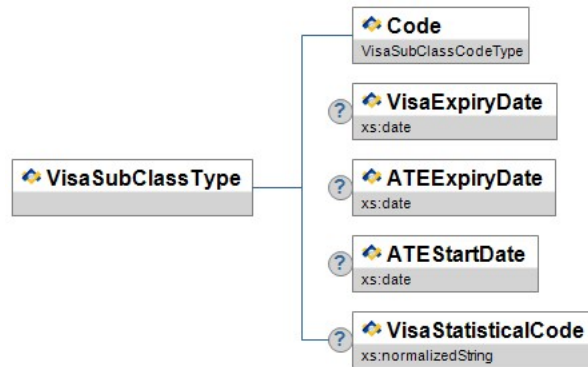 Code
VisaSubClassCodeType
?
VisaExpiryDate
xs:date
VisaSubClassType
?
ATEExpiryDate
xs:date
?
ATEStartDate
xs:date
?
VisaStatisticalCode
xs:normalizedString